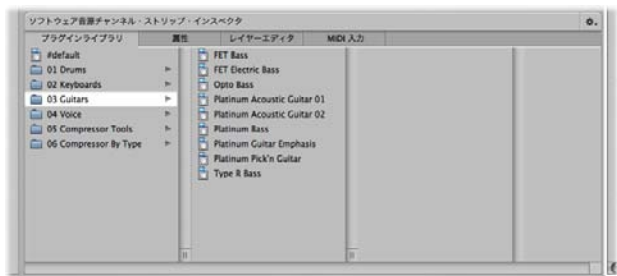 ソフトウェア音源チャンネル・ストリップ・インスペクタ
プラグインライブラリ
属性
レイヤーエディタ
MIDI 入力
#default
01 Drums
02 Keyboards
03 Guitars
04 Voice
05 Compressor Tools
06 Compressor By Type
FET Bass
FET Electric Bass
Opto Bass
Platinum Acoustic Guitar 01
Platinum Acoustic Guitar 02
Platinum Bass
Platinum Guitar Emphasis
Platinum Pick'n Guitar
Type R Bass